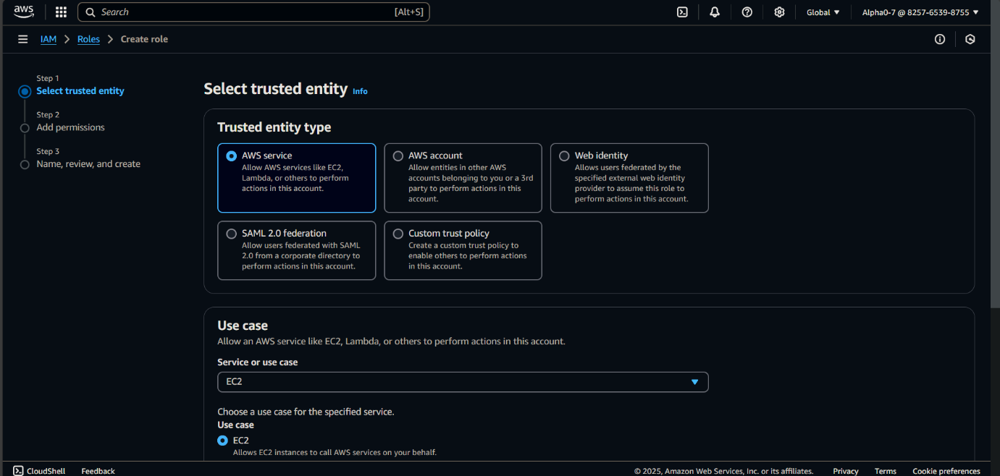 aws
Search
[Alt+S]
Global
Alpha0-7 @ 8257-6539-8755
IAM
Roles
Create role
Step 1
Select trusted entity
Step 2
Add permissions
Step 3
Name, review, and create
Select trusted entity Info
Trusted entity type
AWS service
Allow AWS services like EC2,
Lambda, or others to perform
actions in this account.
AWS account
Allow entities in other AWS
accounts belonging to you or a 3rd
party to perform actions in this
account.
Web identity
Allows users federated by the
specified external web identity
provider to assume this role to
perform actions in this account.
SAML 2.0 federation
Allow users federated with SAML
2.0 from a corporate directory to
perform actions in this account.
Custom trust policy
Create a custom trust policy to
enable others to perform actions
in this account.
Use case
Allow an AWS service like EC2, Lambda, or others to perform actions in this account.
Service or use case
EC2
Choose a use case for the specified service.
Use case
EC2
Allows EC2 instances to call AWS services on your behalf.
CloudShell
Feedback
© 2025, Amazon Web Services, Inc. or its affiliates.
Privacy
Terms
Cookie preferences